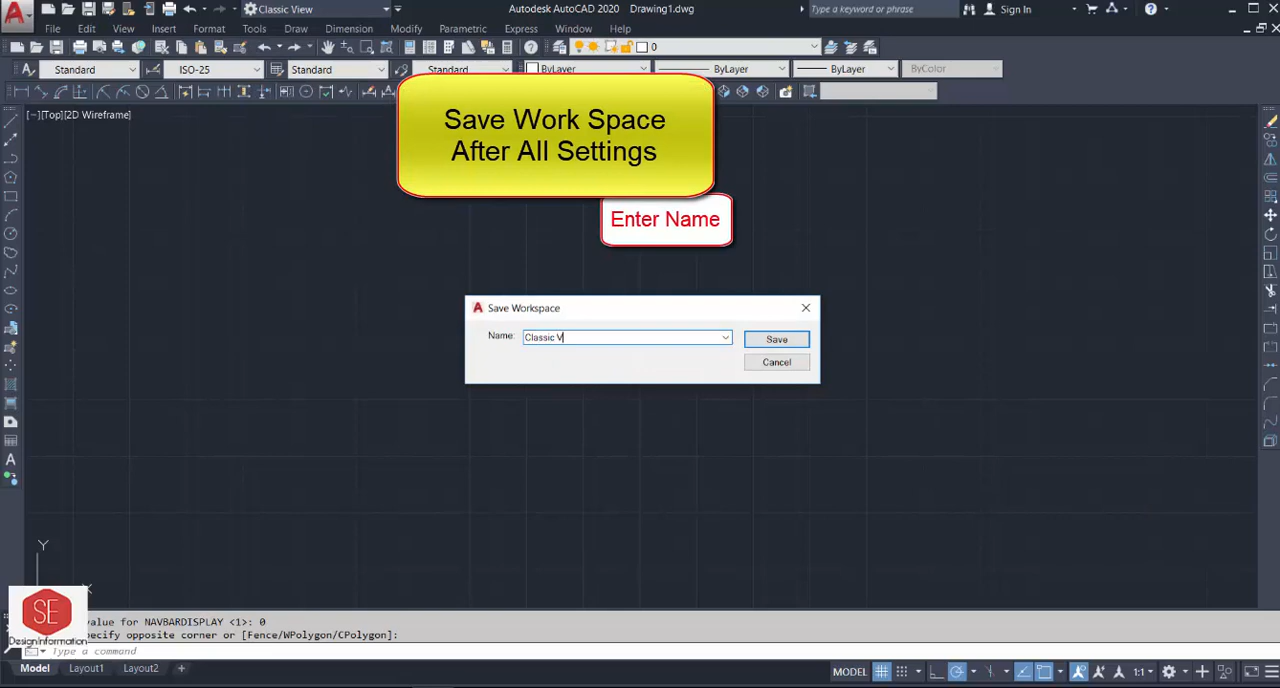 Classic View
Autodesk AutoCAD 2020 Drawing1.dwg
Type a keyword or phrase
Sign In
File Edit View Insert Format Tools Draw Dimension Modify Parametric Express Window Help
0
Standard ISO-25 Standard Standard ByLayer ByLayer ByLayer ByColor
[−][Top][2D Wireframe]
Save Work Space
After All Settings
Enter Name
Save Workspace
Name: Classic V Save
Cancel
Y
SE
DesignInformation
value for NAVBARDISPLAY <1>: 0
pecify opposite corner or [Fence/WPolygon/CPolygon]:
Type a command
Model Layout1 Layout2 +
MODEL 1:1